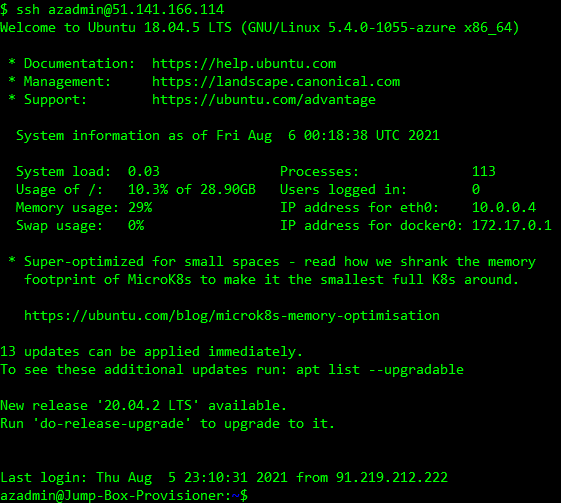 $ ssh azadmin@51.141.166.114
Welcome to Ubuntu 18.04.5 LTS (GNU/Linux 5.4.0-1055-azure x86_64)
* Documentation:  https://help.ubuntu.com
* Management:     https://landscape.canonical.com
* Support:        https://ubuntu.com/advantage
System information as of Fri Aug  6 00:18:38 UTC 2021
System load:  0.03               Processes:              113
Usage of /:   10.3% of 28.90GB   Users logged in:        0
Memory usage: 29%                IP address for eth0:    10.0.0.4
Swap usage:   0%                 IP address for docker0: 172.17.0.1
* Super-optimized for small spaces - read how we shrank the memory
footprint of MicroK8s to make it the smallest full K8s around.
https://ubuntu.com/blog/microk8s-memory-optimisation
13 updates can be applied immediately.
To see these additional updates run: apt list --upgradable
New release '20.04.2 LTS' available.
Run 'do-release-upgrade' to upgrade to it.
Last login: Thu Aug  5 23:10:31 2021 from 91.219.212.222
azadmin@Jump-Box-Provisioner:~$